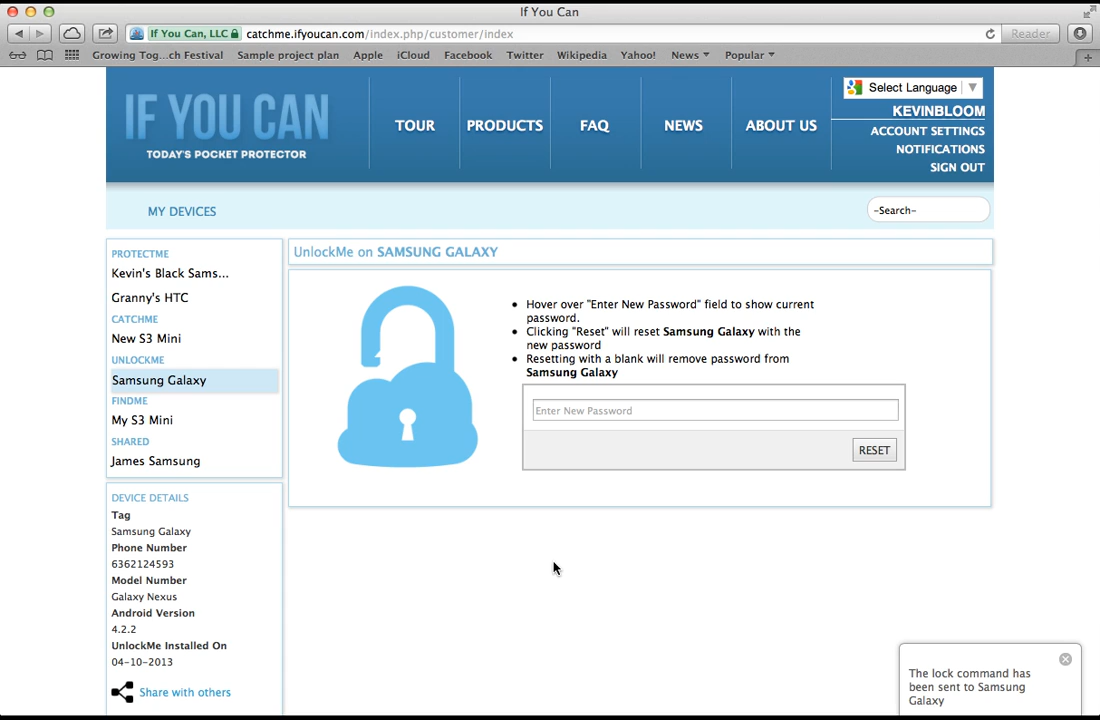 If You Can
If You Can, LLC catchme.ifyoucan.com/index.php/customer/index
Reader
Growing Tog...ch Festival Sample project plan Apple iCloud Facebook Twitter Wikipedia Yahoo! News Popular
IF YOU CAN
TODAY'S POCKET PROTECTOR
TOUR PRODUCTS FAQ NEWS ABOUT US
Select Language
KEVINBLOOM
ACCOUNT SETTINGS
NOTIFICATIONS
SIGN OUT
MY DEVICES
-Search-
PROTECTME
Kevin's Black Sams...
Granny's HTC
CATCHME
New S3 Mini
UNLOCKME
Samsung Galaxy
FINDME
My S3 Mini
SHARED
James Samsung
UnlockMe on SAMSUNG GALAXY
Hover over "Enter New Password" field to show current
password.
Clicking "Reset" will reset Samsung Galaxy with the
new password
Resetting with a blank will remove password from
Samsung Galaxy
Enter New Password
RESET
DEVICE DETAILS
Tag
Samsung Galaxy
Phone Number
6362124593
Model Number
Galaxy Nexus
Android Version
4.2.2
UnlockMe Installed On
04-10-2013
Share with others
The lock command has
been sent to Samsung
Galaxy